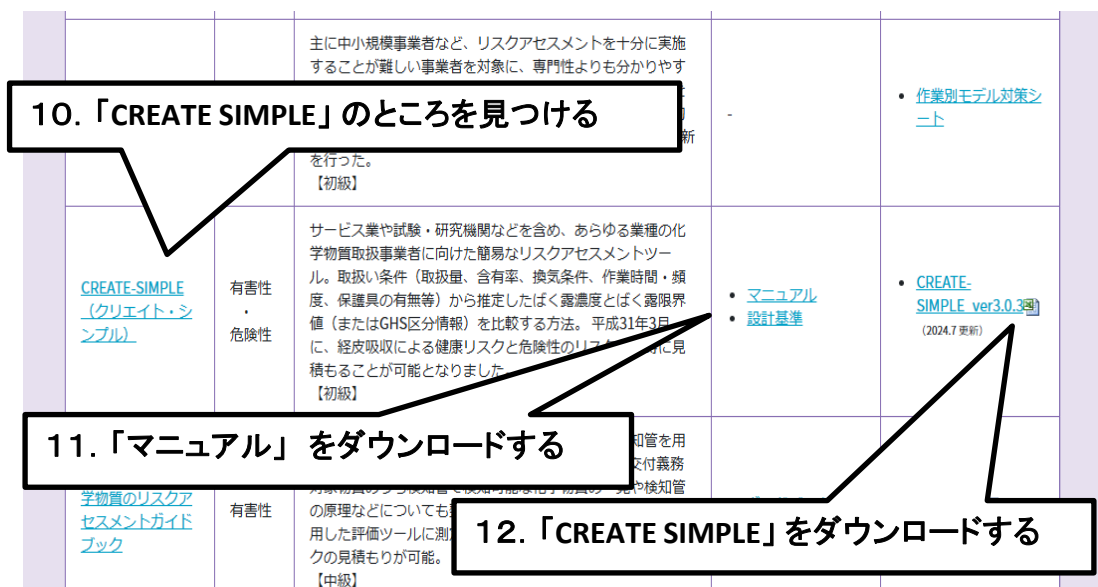 主に中小規模事業者など、リスクアセスメントを十分に実施
することが難しい事業者を対象に、専門性よりも分かりやす
10．「CREATE SIMPLE」のところを見つける
新
を行った。
【初級】
-
• 作業別モデル対策シ
ート
CREATE-SIMPLE
（クリエイト・シ
ンプル）
有害性
・
危険性
サービス業や試験・研究機関などを含め、あらゆる業種の化
学物質取扱事業者に向けた簡易なリスクアセスメントツー
ル。取扱い条件（取扱量、含有率、換気条件、作業時間・頻
度、保護具の有無等）から推定したばく露濃度とばく露限界
値（またはGHS区分情報）を比較する方法。 平成31年3月
に、経皮吸収による健康リスクと危険性のリスク
に見
積もることが可能となりました。
【初級】
• マニュアル
• 設計基準
• CREATE-
SIMPLE_ver3.0.3
（2024.7 更新）
11．「マニュアル」 をダウンロードする
知管を用
交付義務
や検知管
学物質のリスクア
セスメントガイド
ブック
有害性
の原理などについても
用した評価ツールに測
クの見積もりが可能。
【中級】
12．「CREATE SIMPLE」をダウンロードする